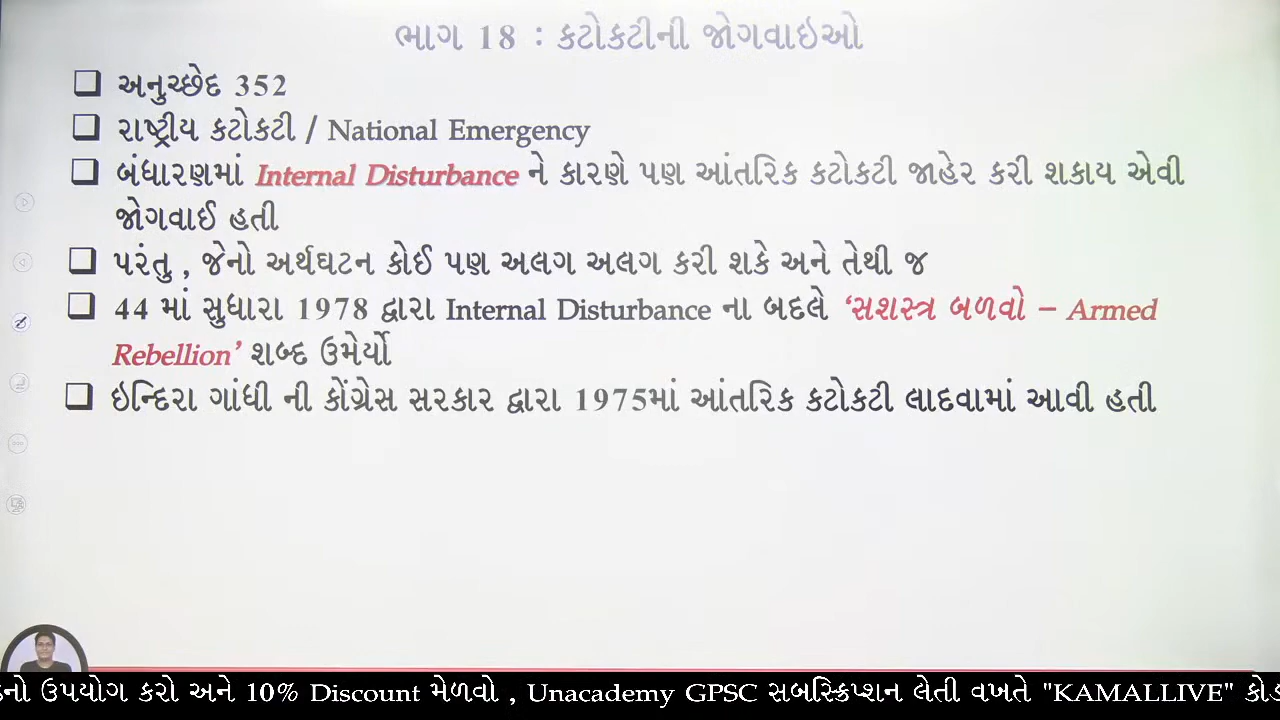 ભાગ 18 : કટોકટીની જોગવાઇઓ
❑ અનુચ્છેદ 352
❑ રાષ્ટ્રીય કટોકટી / National Emergency
❑ બંધારણમાં Internal Disturbance ને કારણે પણ આંતરિક કટોકટી જાહેર કરી શકાય એવી
જોગવાઈ હતી
❑ પરંતુ , જેનો અર્થઘટન કોઈ પણ અલગ અલગ કરી શકે અને તેથી જ
❑ 44 માં સુધારા 1978 દ્વારા Internal Disturbance ના બદલે ‘સશસ્ત્ર બળવો – Armed
Rebellion’ શબ્દ ઉમેર્યો
❑ ઇન્દિરા ગાંધી ની કોંગ્રેસ સરકાર દ્વારા 1975માં આંતરિક કટોકટી લાદવામાં આવી હતી
ઉપયોગ કરો અને 10% Discount મેળવો , Unacademy GPSC સબસ્ક્રિપ્શન લેતી વખતે "KAMALLIVE" કોડ